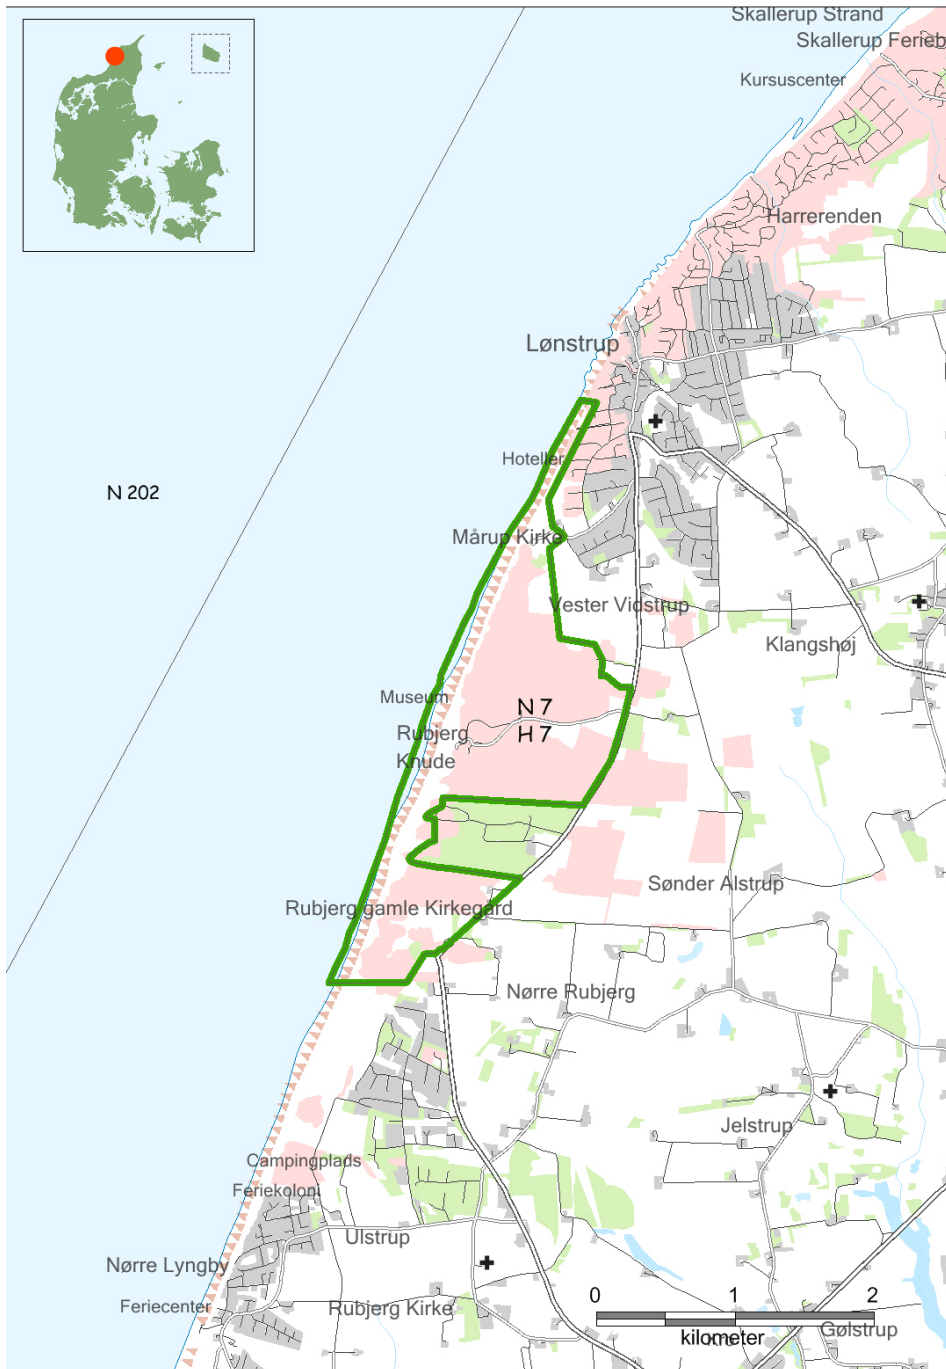 Skallerup Strand
Skallerup Ferieb
Kursuscenter
Harrerenden
Lønstrup
Hoteller
N 202
Mårup Kirke
Vester Vidstrup
Klangshøj
Museum
N 7
H 7
Rubjerg
Knude
Sønder Alstrup
Rubjerg gamle Kirkegård
Nørre Rubjerg
Jelstrup
Campingplads
Feriekoloni
Ulstrup
Nørre Lyngby
Feriecenter
Rubjerg Kirke
0 1 2
kilometer
Gølstrup